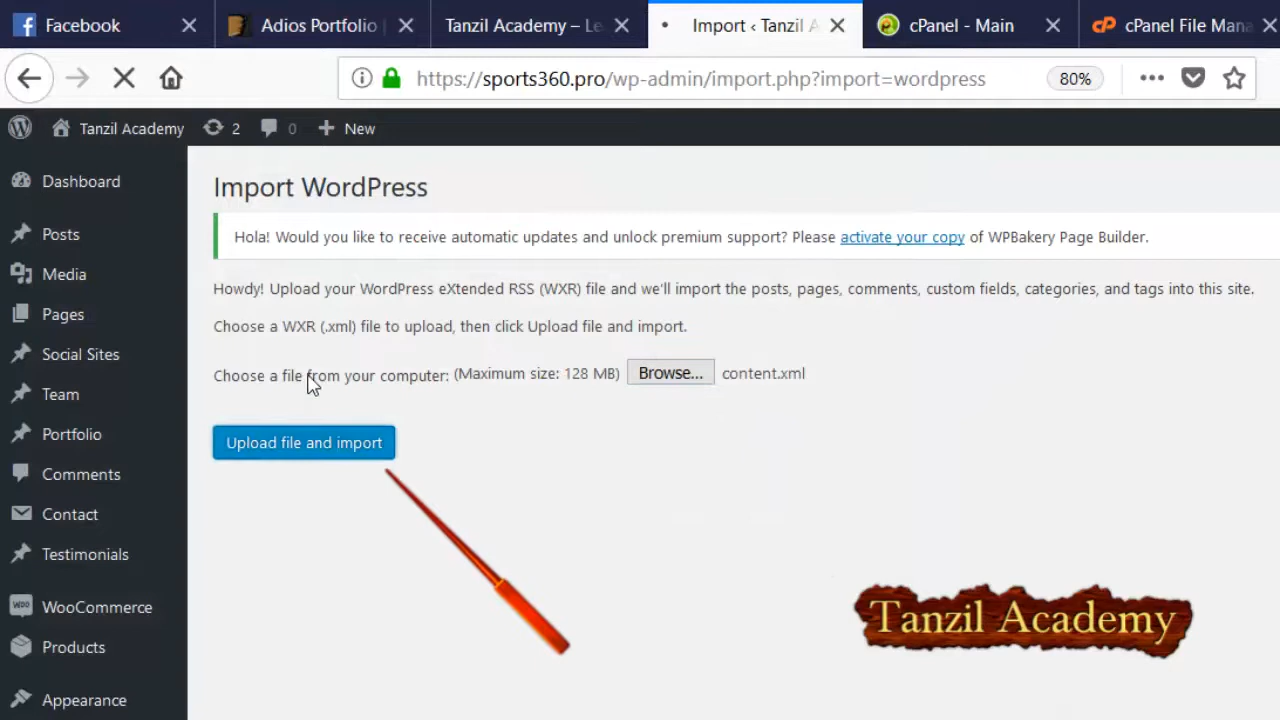 Facebook
Adios Portfolio |
Tanzil Academy – Le
Import ‹ Tanzil A
cPanel - Main
cPanel File Mana
https://sports360.pro/wp-admin/import.php?import=wordpress
80%
Tanzil Academy
2
0
New
Dashboard
Posts
Media
Pages
Social Sites
Team
Portfolio
Comments
Contact
Testimonials
WooCommerce
Products
Appearance
Import WordPress
Hola! Would you like to receive automatic updates and unlock premium support? Please activate your copy of WPBakery Page Builder.
Howdy! Upload your WordPress eXtended RSS (WXR) file and we'll import the posts, pages, comments, custom fields, categories, and tags into this site.
Choose a WXR (.xml) file to upload, then click Upload file and import.
Choose a file from your computer: (Maximum size: 128 MB) Browse... content.xml
Upload file and import
Tanzil Academy